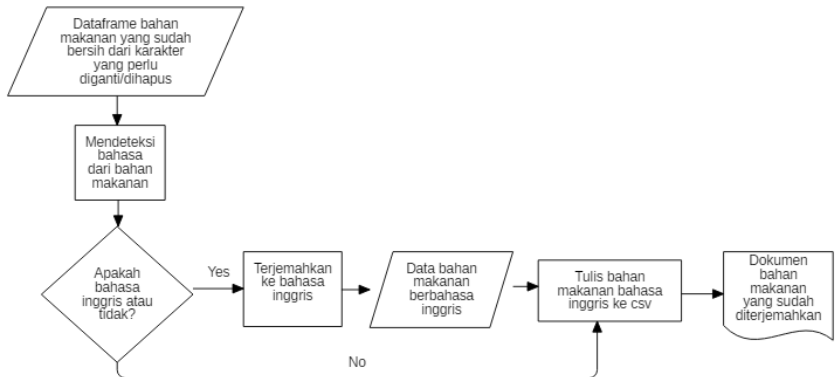 Dataframe bahan
makanan yang sudah
bersih dari karakter
yang perlu
diganti/dihapus
Mendeteksi
bahasa
dari bahan
makanan
Apakah
bahasa
inggris atau
tidak?
Yes
Terjemahkan
ke bahasa
inggris
Data bahan
makanan
berbahasa
inggris
Tulis bahan
makanan bahasa
inggris ke csv
Dokumen
bahan
makanan
yang sudah
diterjemahkan
No